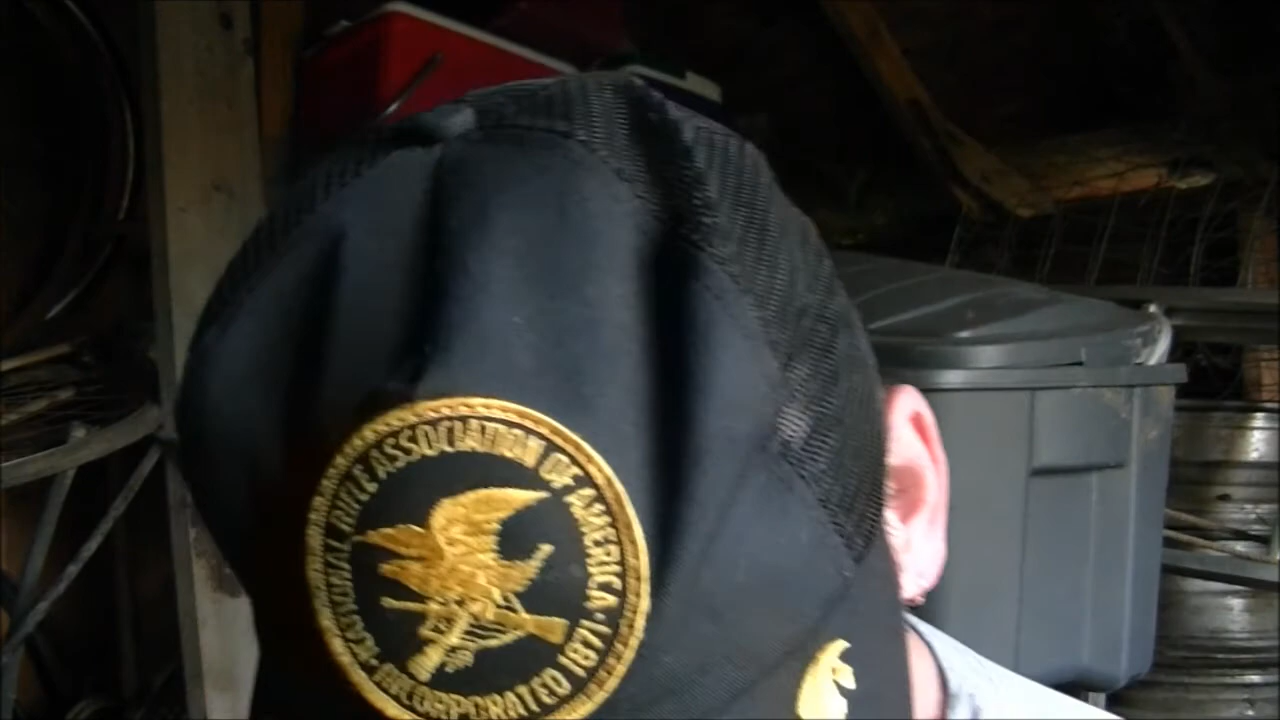 NATIONAL RIFLE ASSOCIATION OF AMERICA
INCORPORATED 1871